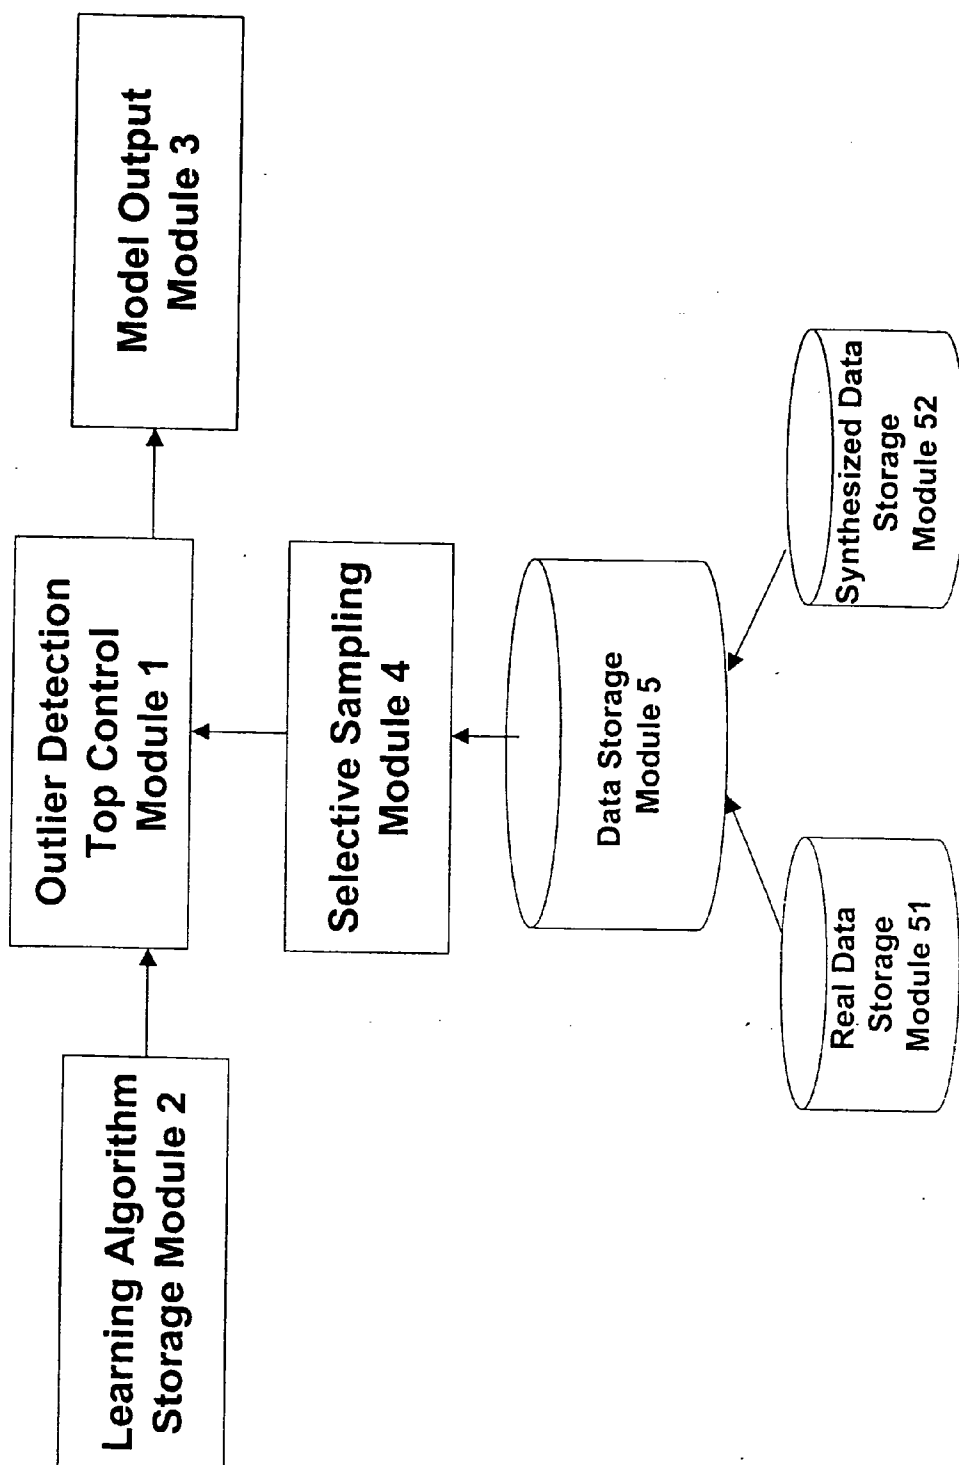 Learning Algorithm
Storage Module 2
Outlier Detection
Top Control
Module 1
Model Output
Module 3
Selective Sampling
Module 4
Data Storage
Module 5
Real Data
Storage
Module 51
Synthesized Data
Storage
Module 52